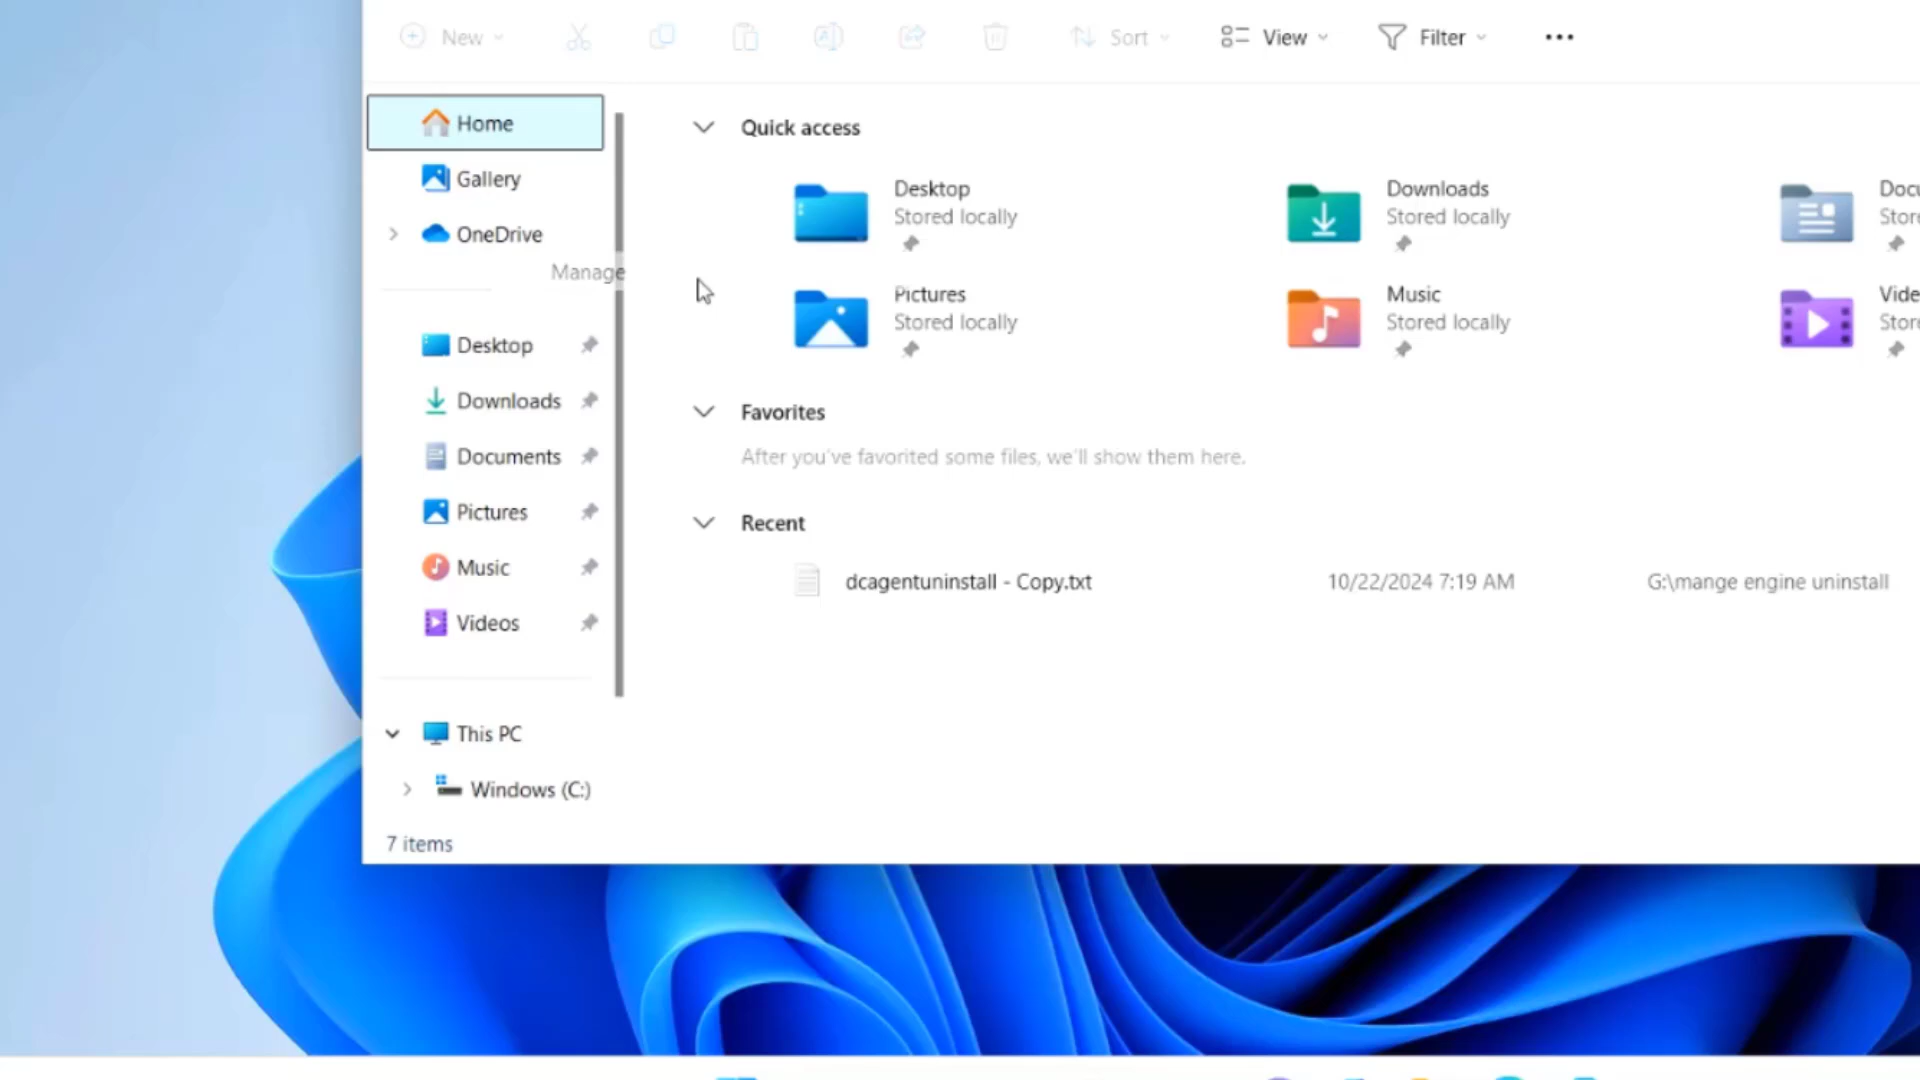 New
Sort
View
Filter
Home
Gallery
OneDrive
Manage
Desktop
Downloads
Documents
Pictures
Music
Videos
This PC
Windows (C:)
7 items
Quick access
Desktop
Stored locally
Downloads
Stored locally
Pictures
Stored locally
Music
Stored locally
Favorites
After you've favorited some files, we'll show them here.
Recent
dcagentuninstall - Copy.txt 10/22/2024 7:19 AM G:\mange engine uninstall